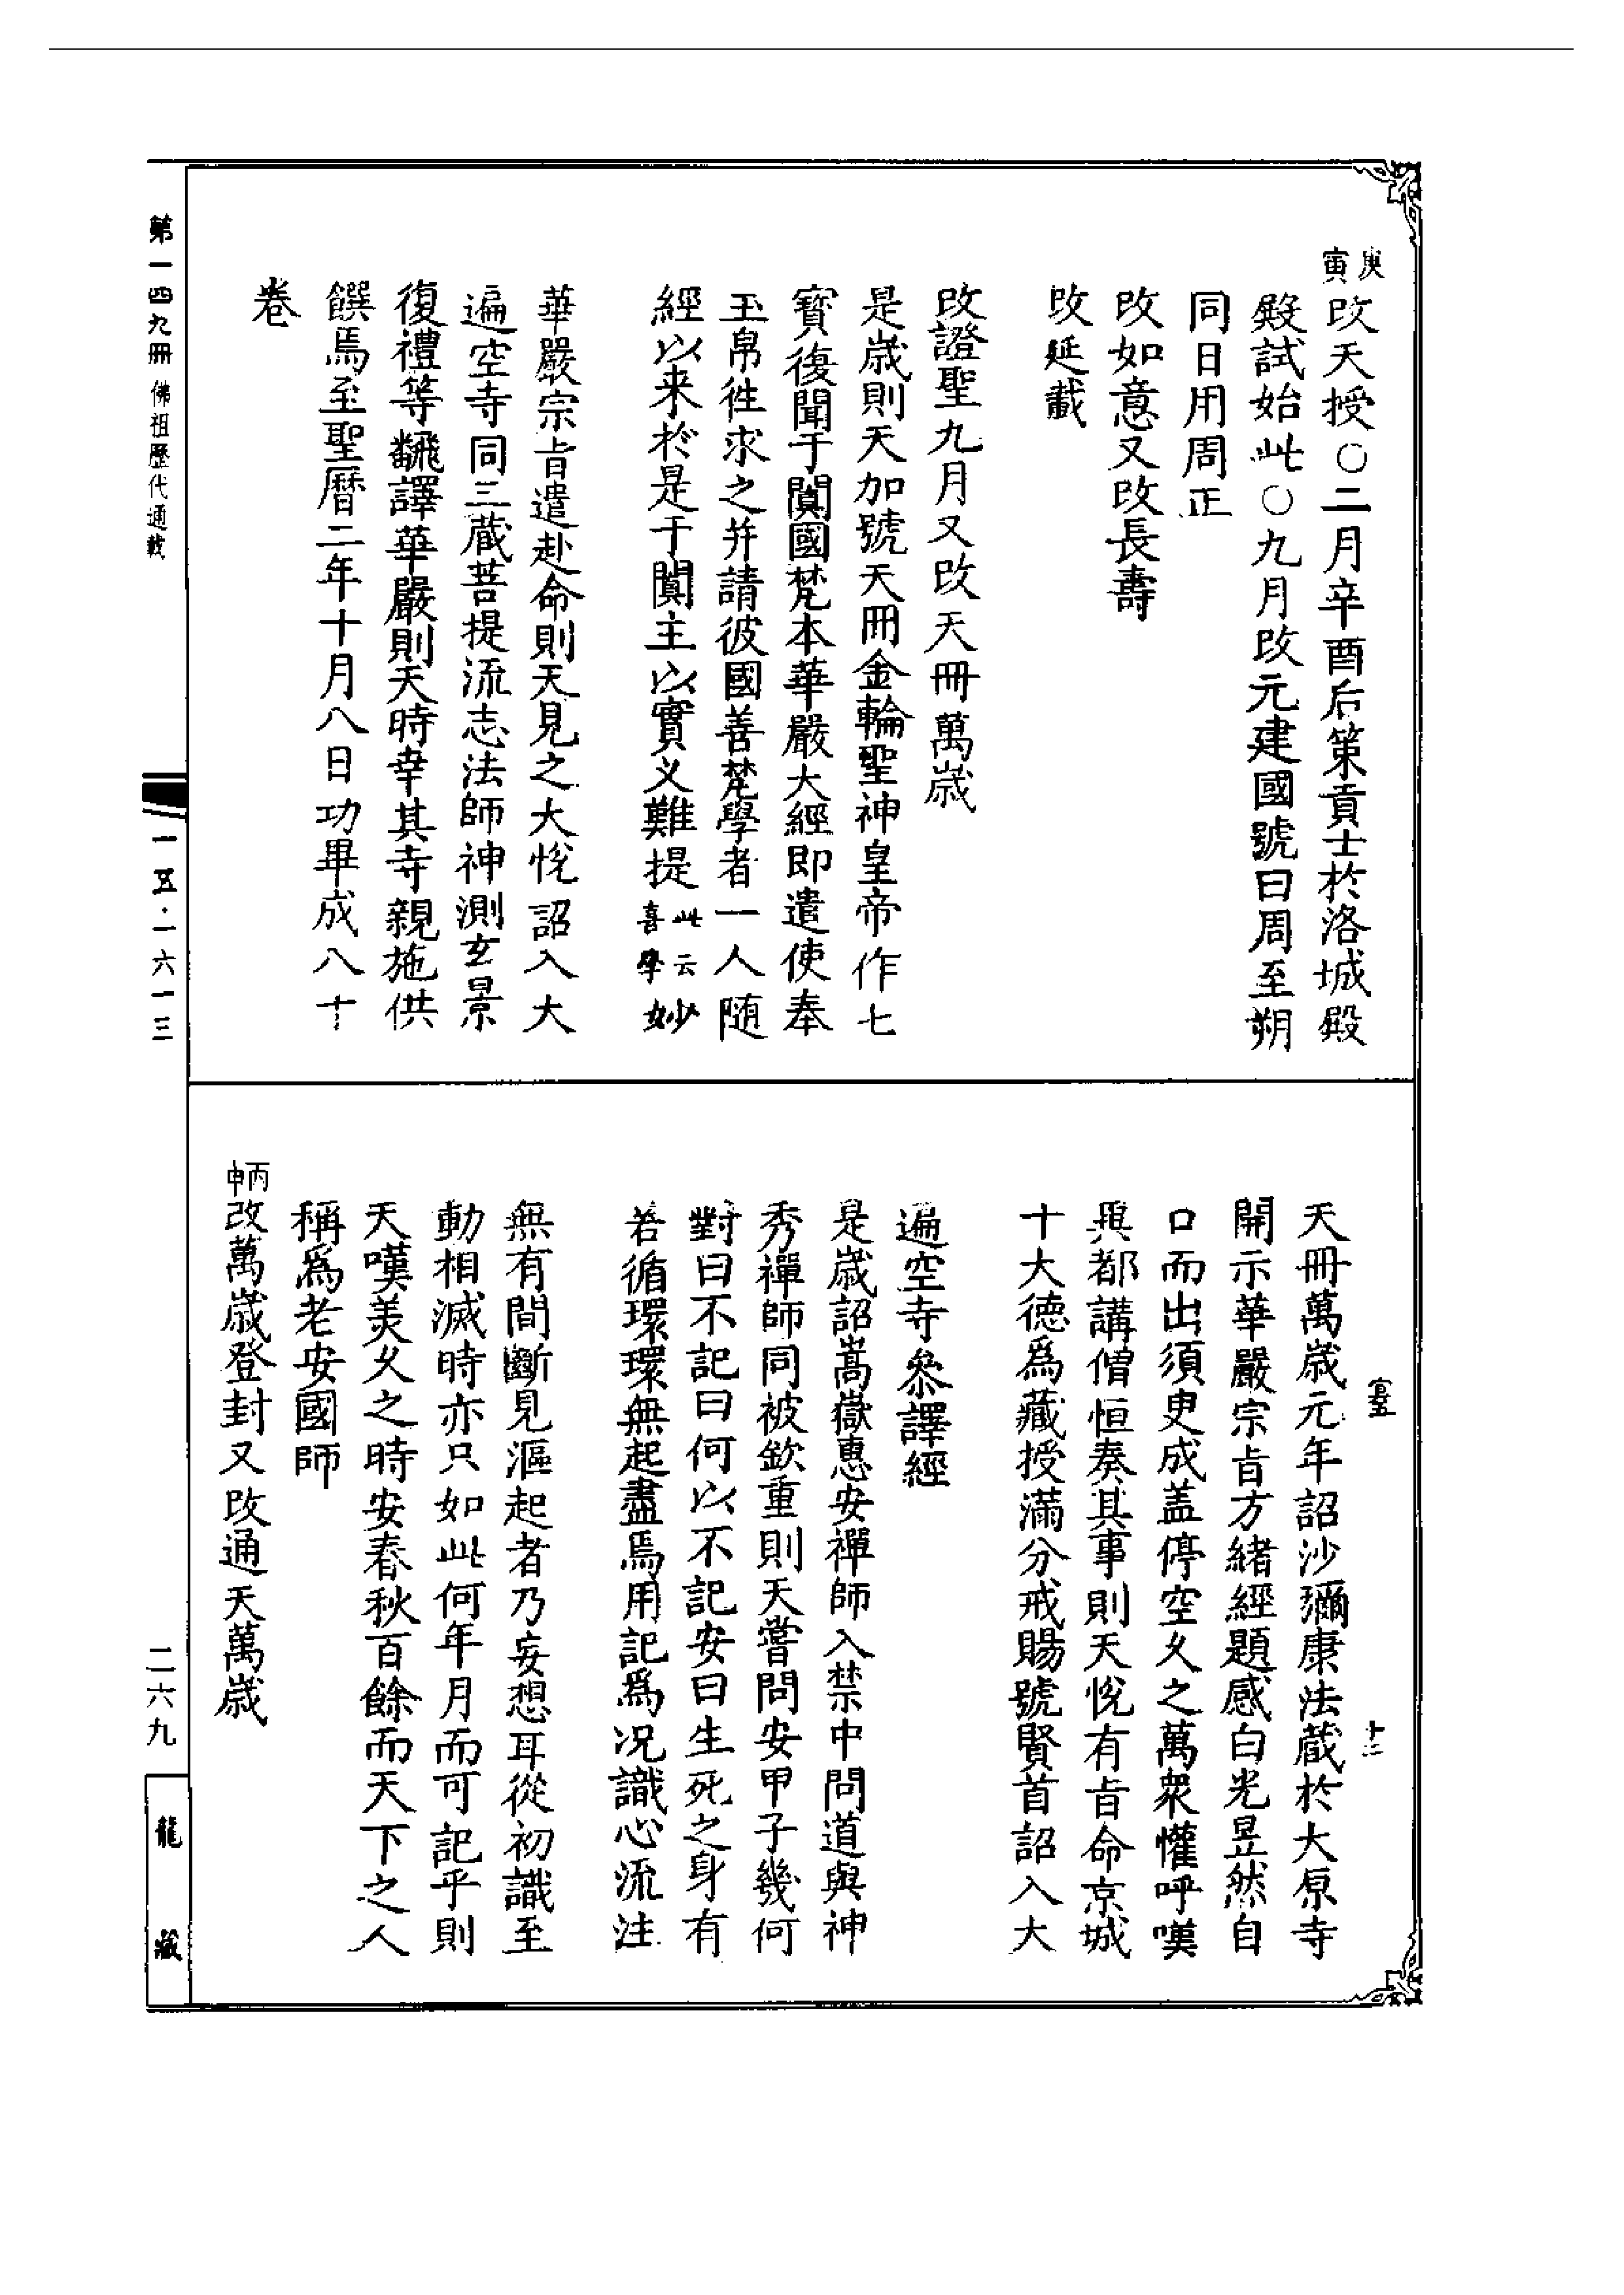 庚寅改天授○二月辛酉后策貢士於洛城殿
殿試始此○九月改元建國號曰周至朔
同日用周正
改如意又改長壽
改延載
改證聖九月又改天冊萬歲
是歲則天加號天冊金輪聖神皇帝作七
寳復聞于闐國梵本華嚴大經即遣使奉
玉帛徃求之并請彼國善梵學者一人随
經以来於是于闐主以實义難提此云喜學妙
華嚴宗旨遣赴命則天見之大悅詔入大
遍空寺同三藏菩提流志法師神測玄景
復禮等飜譯華嚴則天時幸其寺親施供
饌焉至聖曆二年十月八日功畢成八十
卷
天冊萬歲元年詔沙彌康法藏於大原寺
開示華嚴宗旨方緒經題感白光昱然自
口而出須臾成盖停空久之萬衆懽呼嘆
異都講僧恒奏其事則天悅有旨命京城
十大德爲藏授滿分戒賜號賢首詔入大
遍空寺叅譯經
是歲詔嵩嶽惠安禪師入禁中問道與神
秀禪師同被欽重則天嘗問安甲子幾何
對曰不記曰何以不記安曰生死之身有
若循環環無起盡焉用記爲况識心流注
無有間斷見漚起者乃妄想耳從初識至
動相滅時亦只如此何年月而可記乎則
天嘆美久之時安春秋百餘而天下之人
稱爲老安國師
丙申改萬歲登封又改通天萬歲
十二
第一四九冊 佛祖歷代通載
一五·一六一三
二六九
龍藏